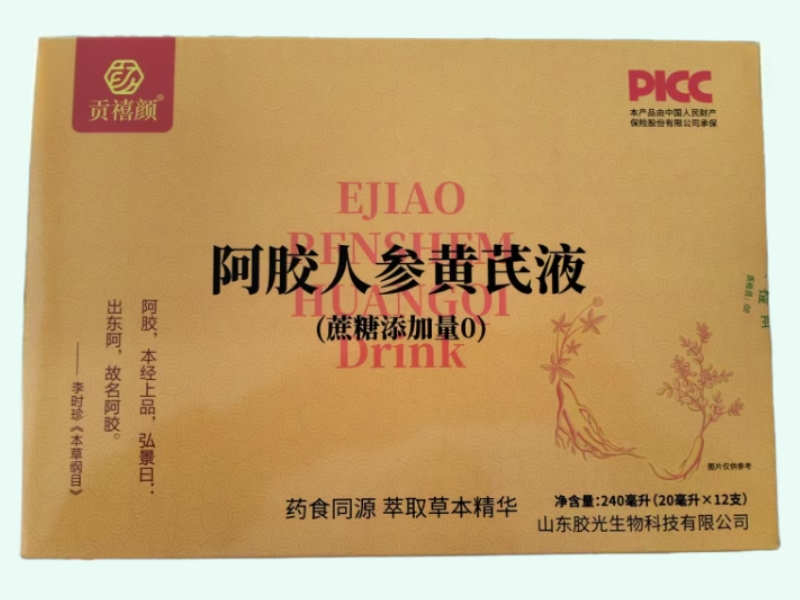 贡禧颜®
PICC
本产品由中国人民财产
保险股份有限公司承保
EJIAO
RENSHEM
HUANGQI
Drink
阿胶人参黄芪液
(蔗糖添加量0)
阿胶，本经上品，弘景曰：
出东阿，故名阿胶。
——李时珍《本草纲目》
图片仅供参考
药食同源 萃取草本精华
净含量:240毫升(20毫升×12支)
山东胶光生物科技有限公司